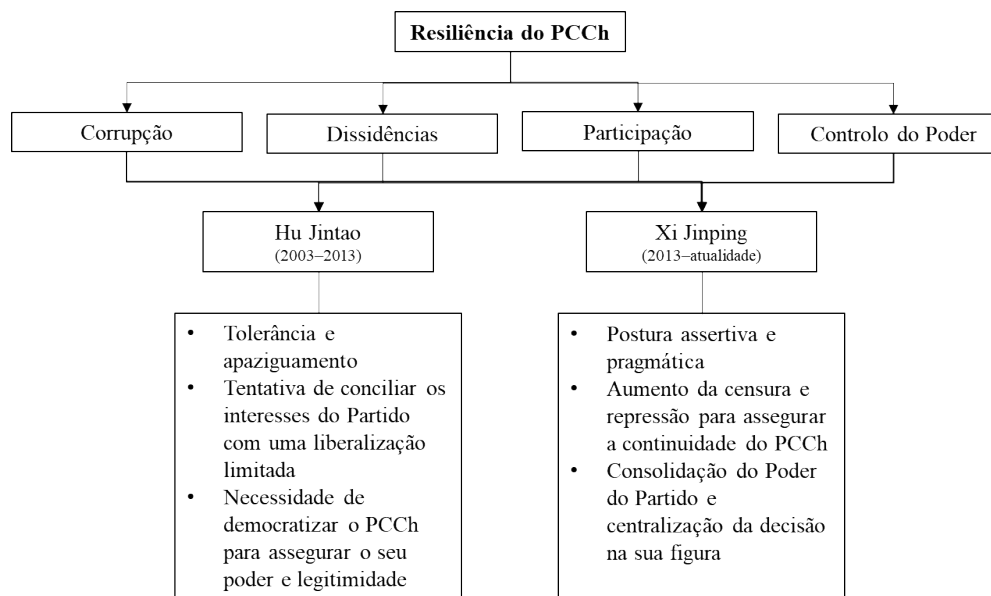 Resiliência do PCCh
Corrupção
Dissidências
Participação
Controlo do Poder
Hu Jintao
(2003–2013)
Xi Jinping
(2013–atualidade)
• Tolerância e
apaziguamento
• Tentativa de conciliar os
interesses do Partido
com uma liberalização
limitada
• Necessidade de
democratizar o PCCh
para assegurar o seu
poder e legitimidade
• Postura assertiva e
pragmática
• Aumento da censura e
repressão para assegurar
a continuidade do PCCh
• Consolidação do Poder
do Partido e
centralização da decisão
na sua figura